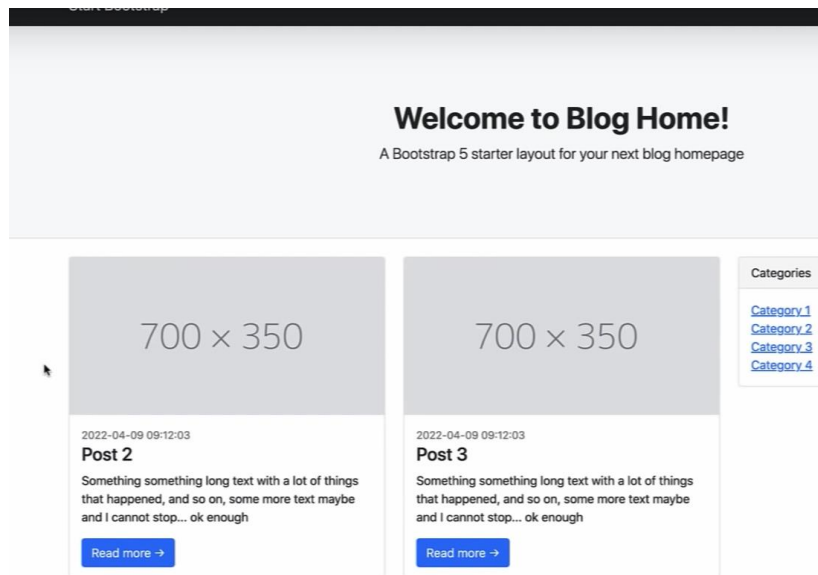 Start Bootstrap
Welcome to Blog Home!
A Bootstrap 5 starter layout for your next blog homepage
700 × 350
2022-04-09 09:12:03
Post 2
Something something long text with a lot of things
that happened, and so on, some more text maybe
and I cannot stop... ok enough
Read more →
700 × 350
2022-04-09 09:12:03
Post 3
Something something long text with a lot of things
that happened, and so on, some more text maybe
and I cannot stop... ok enough
Read more →
Categories
Category 1
Category 2
Category 3
Category 4